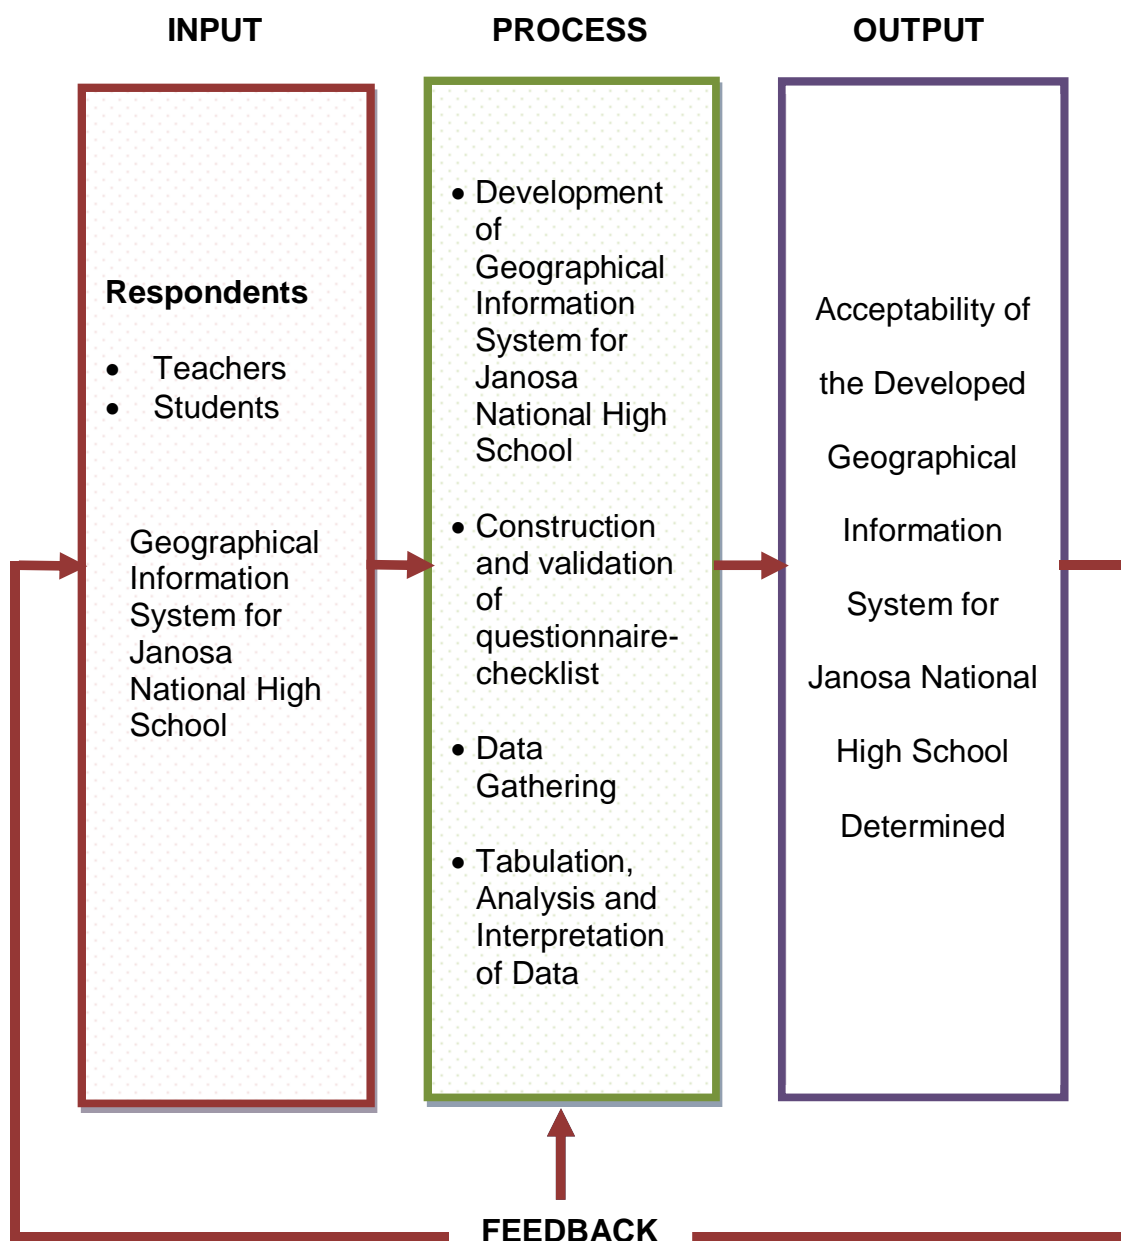 INPUT
PROCESS
OUTPUT
Respondents
• Teachers
• Students
Geographical
Information
System for
Janosa
National High
School
• Development
of
Geographical
Information
System for
Janosa
National High
School
• Construction
and validation
of
questionnaire-
checklist
• Data
Gathering
• Tabulation,
Analysis and
Interpretation
of Data
Acceptability of
the Developed
Geographical
Information
System for
Janosa National
High School
Determined
FEEDBACK